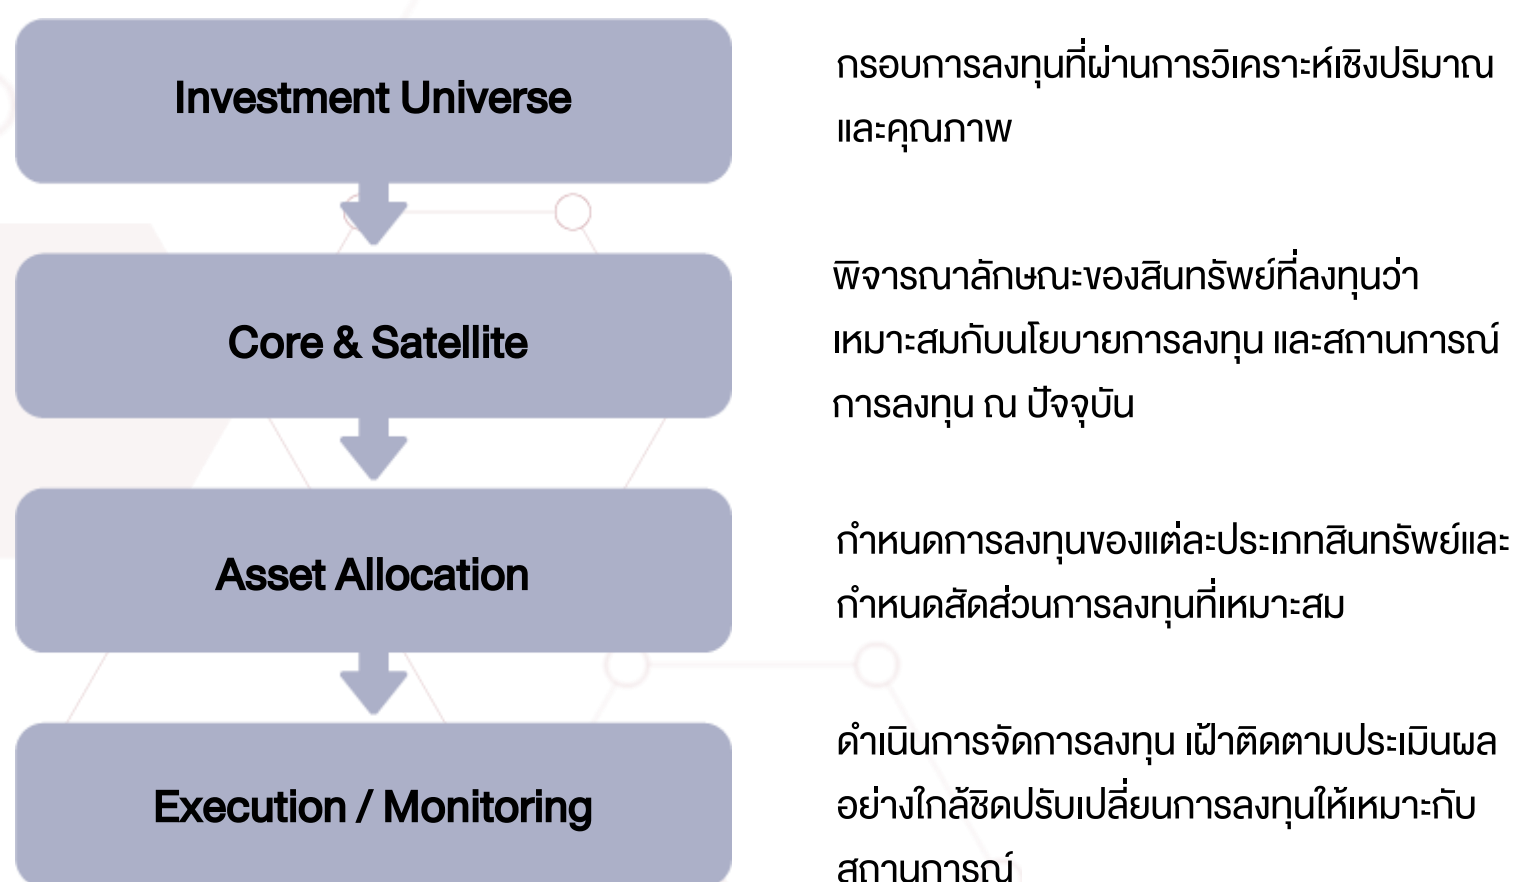 Investment Universe
กรอบการลงทุนที่ผ่านการวิเคราะห์เชิงปริมาณ
และคุณภาพ
Core & Satellite
พิจารณาลักษณะของสินทรัพย์ที่ลงทุนว่า
เหมาะสมกับนโยบายการลงทุน และสถานการณ์
การลงทุน ณ ปัจจุบัน
Asset Allocation
กำหนดการลงทุนของแต่ละประเภทสินทรัพย์และ
กำหนดสัดส่วนการลงทุนที่เหมาะสม
Execution / Monitoring
ดำเนินการจัดการลงทุน เฝ้าติดตามประเมินผล
อย่างใกล้ชิดปรับเปลี่ยนการลงทุนให้เหมาะกับ
สถานการณ์